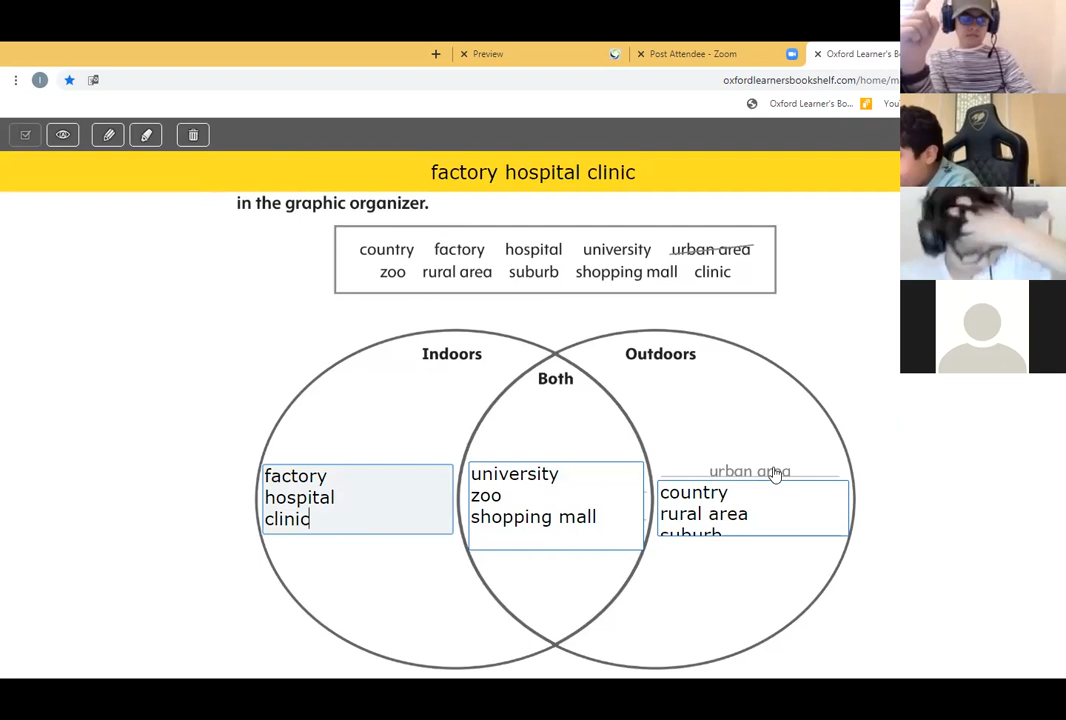 +
× Preview
× Post Attendee - Zoom
× Oxford Learner's Bo
oxfordlearnersbookshelf.com/home/m
Oxford Learner's Bo...
You
factory hospital clinic
in the graphic organizer.
country factory hospital university urban area
zoo rural area suburb shopping mall clinic
Indoors
Outdoors
Both
urban area
factory
hospital
clinic
university
zoo
shopping mall
country
rural area
suburb